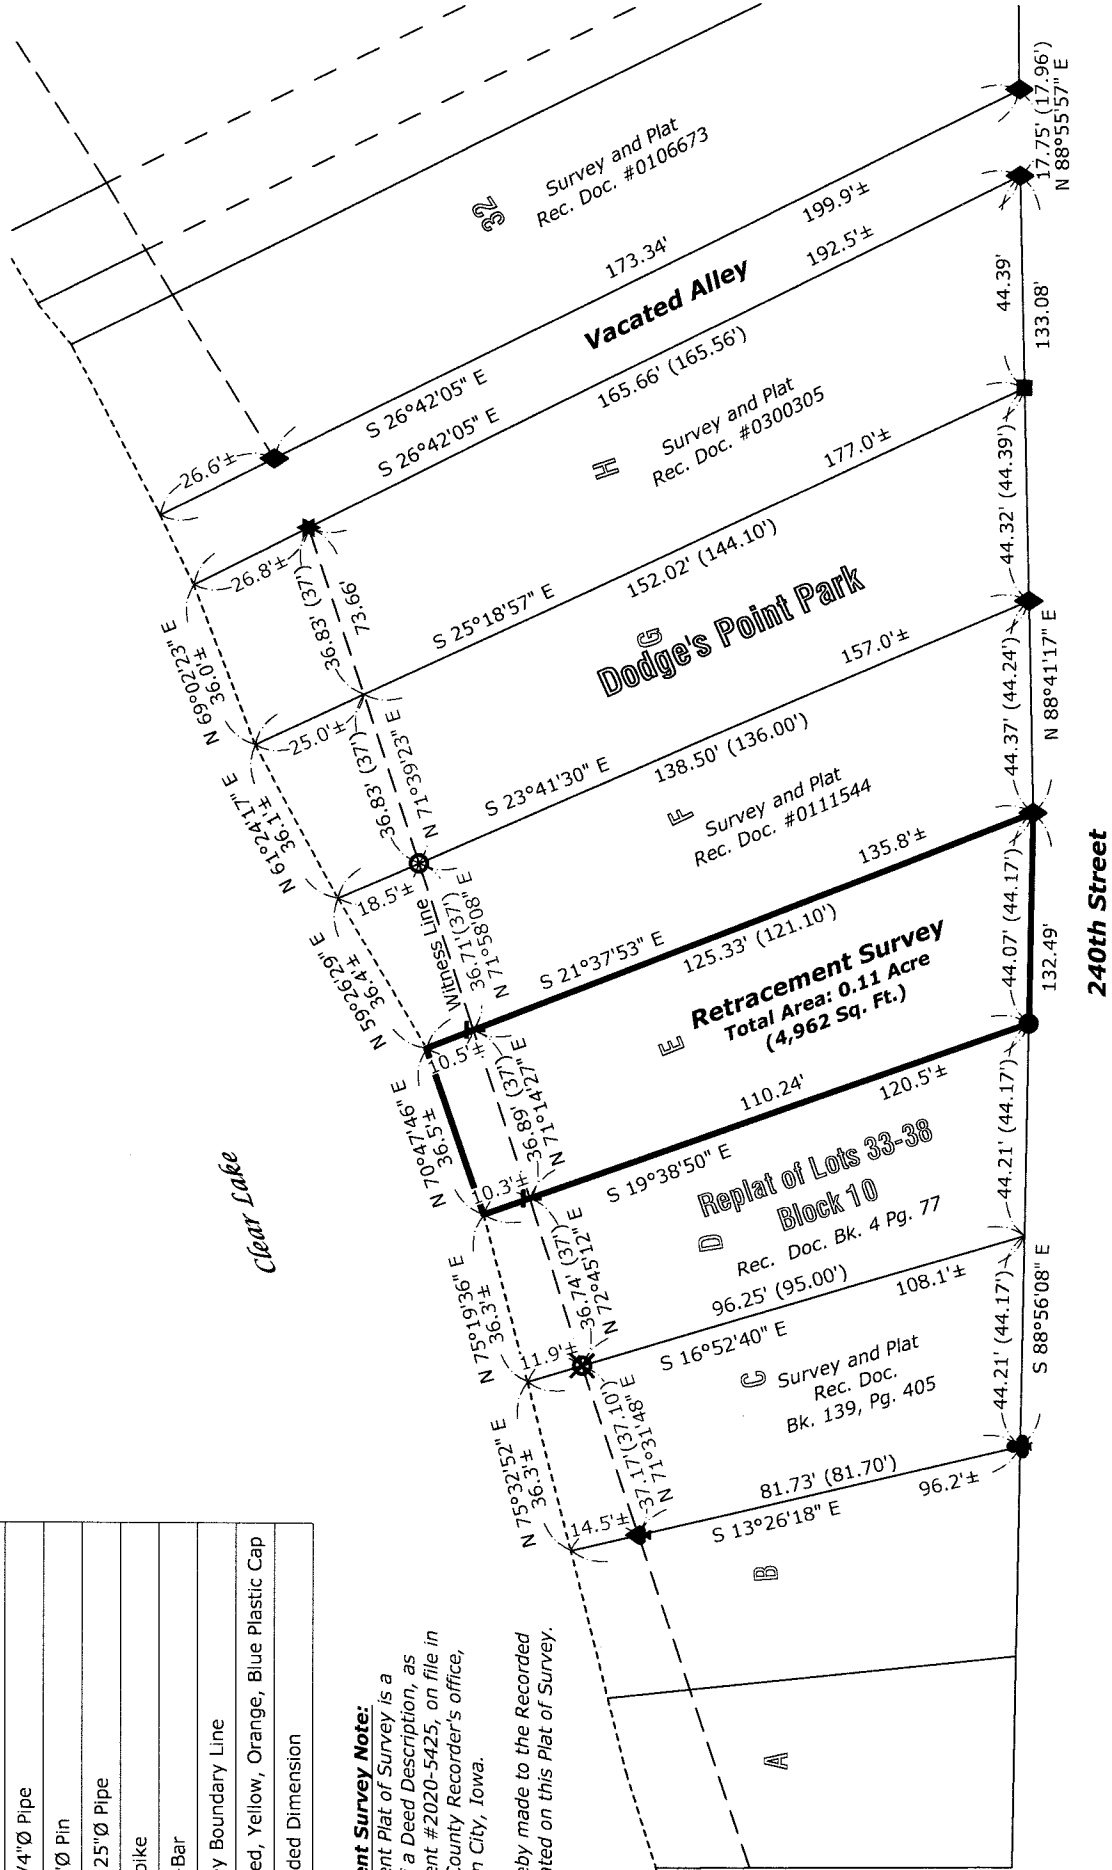 /4"Ø Pipe
"Ø Pin
25"Ø Pipe
pike
-Bar
y Boundary Line
ed, Yellow, Orange, Blue Plastic Cap
ded Dimension
ent Survey Note:
ent Plat of Survey is a
a Deed Description, as
ent #2020-5425, on file in
County Recorder's office,
n City, Iowa.
eby made to the Recorded
ated on this Plat of Survey.
Clear Lake
N 75°32'52" E
36.3'±
N 75°19'36" E
36.3'±
N 70°47'46" E
36.5'±
N 59°26'29" E
36.4'±
N 61°24'17" E
36.1'±
N 69°02'23" E
36.0'±
14.5'±
11.9'±
10.3'±
10.5'±
18.5'±
25.0'±
26.8'±
26.6'±
Witness Line
37.17'(37.10')
N 71°31'48" E
36.74' (37')
N 72°45'12" E
36.89' (37')
N 71°14'27" E
36.71'(37')
N 71°58'08" E
36.83' (37')
N 71°39'23" E
36.83' (37')
73.66'
A
B
S 13°26'18" E
81.73' (81.70')
96.2'±
C
Survey and Plat
Rec. Doc.
Bk. 139, Pg. 405
S 16°52'40" E
96.25' (95.00')
108.1'±
D
Replat of Lots 33-38
Block 10
Rec. Doc. Bk. 4 Pg. 77
S 19°38'50" E
110.24'
120.5'±
E
Retracement Survey
Total Area: 0.11 Acre
(4,962 Sq. Ft.)
S 21°37'53" E
125.33' (121.10')
135.8'±
F
Survey and Plat
Rec. Doc. #0111544
S 23°41'30" E
138.50' (136.00')
157.0'±
G
Dodge's Point Park
S 25°18'57" E
152.02' (144.10')
177.0'±
H
Survey and Plat
Rec. Doc. #0300305
S 26°42'05" E
165.66' (165.56')
192.5'±
Vacated Alley
S 26°42'05" E
173.34'
199.9'±
32
Survey and Plat
Rec. Doc. #0106673
44.21' (44.17')
44.21' (44.17')
44.07' (44.17')
44.37' (44.24')
44.32' (44.39')
44.39'
17.75' (17.96')
N 88°55'57" E
S 88°56'08" E
132.49'
N 88°41'17" E
133.08'
240th Street